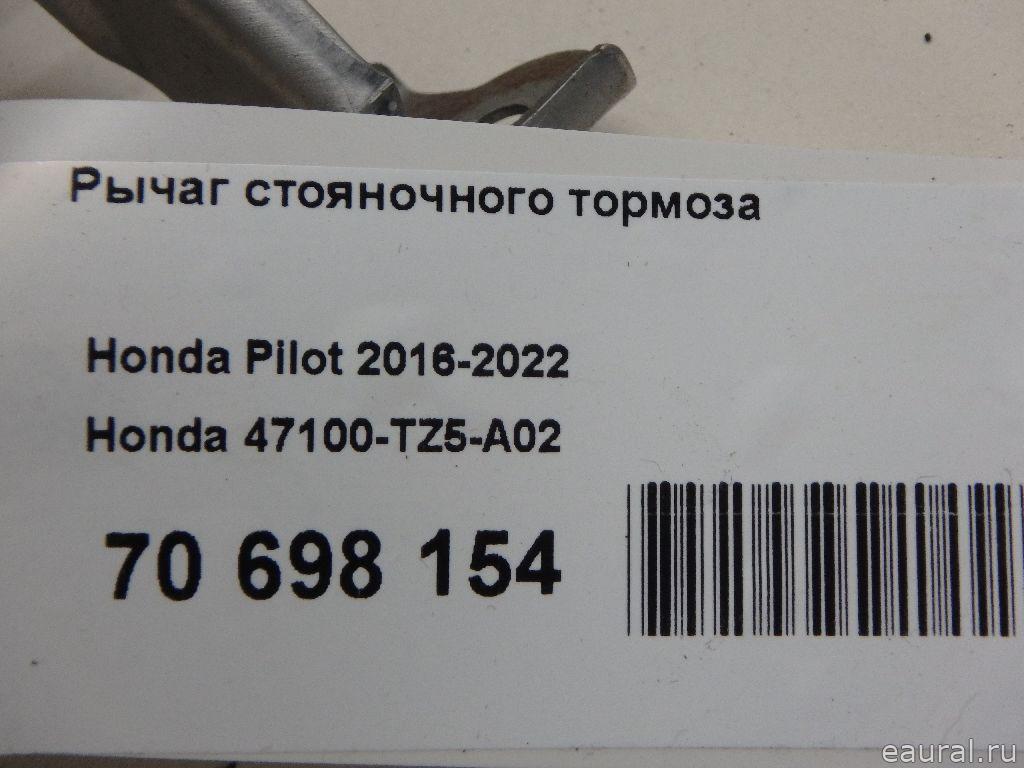 Рычаг стояночного тормоза
Honda Pilot 2016-2022
Honda 47100-TZ5-A02
70 698 154
eaural.ru